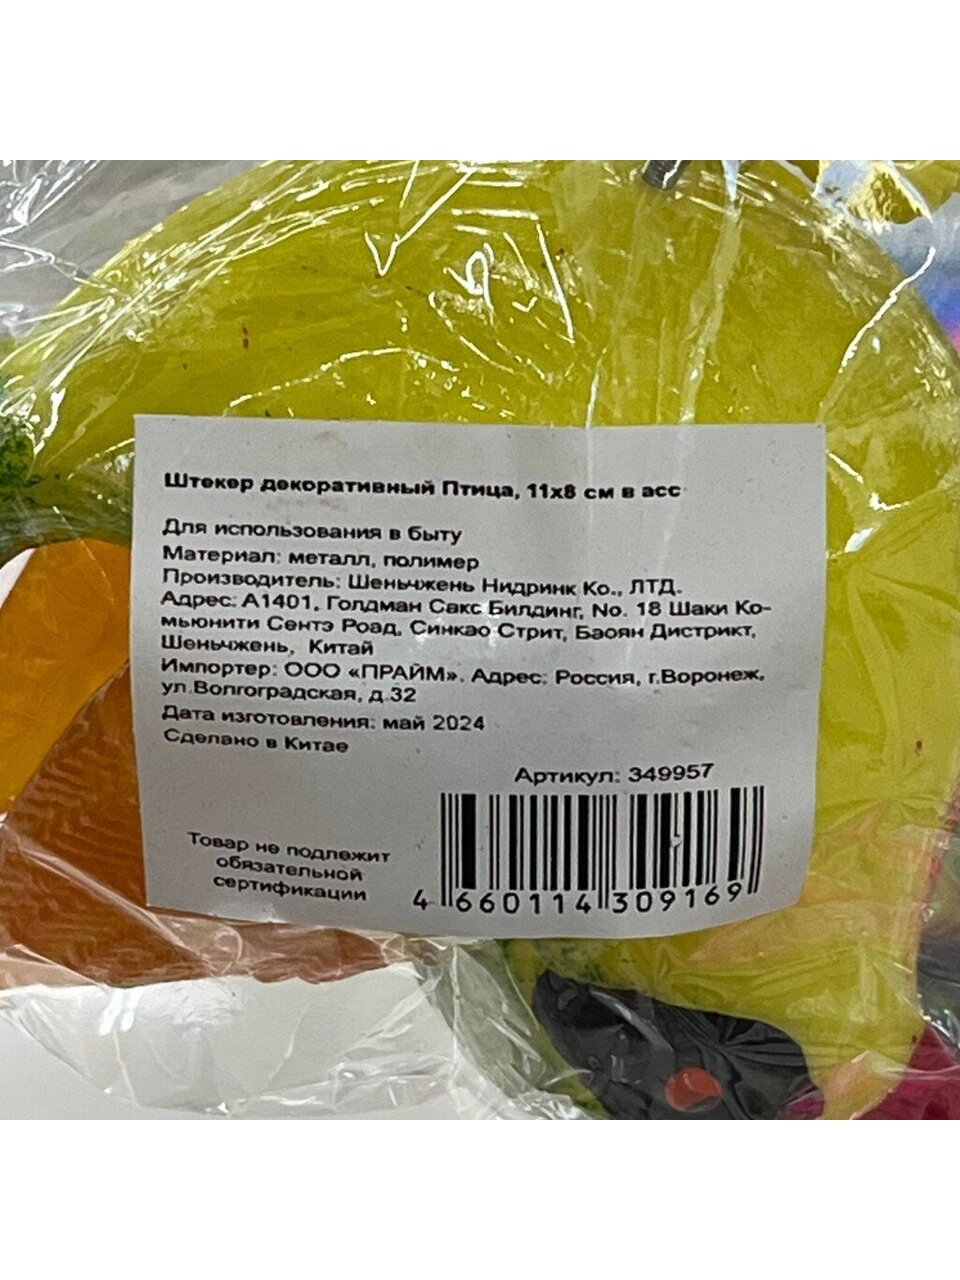 Штекер декоративный Птица, 11x8 см в асс
Для использования в быту
Материал: металл, полимер
Производитель: Шеньчжень Нидринк Ко., ЛТД.
Адрес: А1401, Голдман Сакс Билдинг, No. 18 Шаки Ко-
мьюнити Сентэ Роад, Синкао Стрит, Баоян Дистрикт,
Шеньчжень, Китай
Импортер: ООО «ПРАЙМ». Адрес: Россия, г.Воронеж,
ул.Волгоградская, д.32
Дата изготовления: май 2024
Сделано в Китае
Артикул: 349957
Товар не подлежит
обязательной
сертификации
4 660114 309169